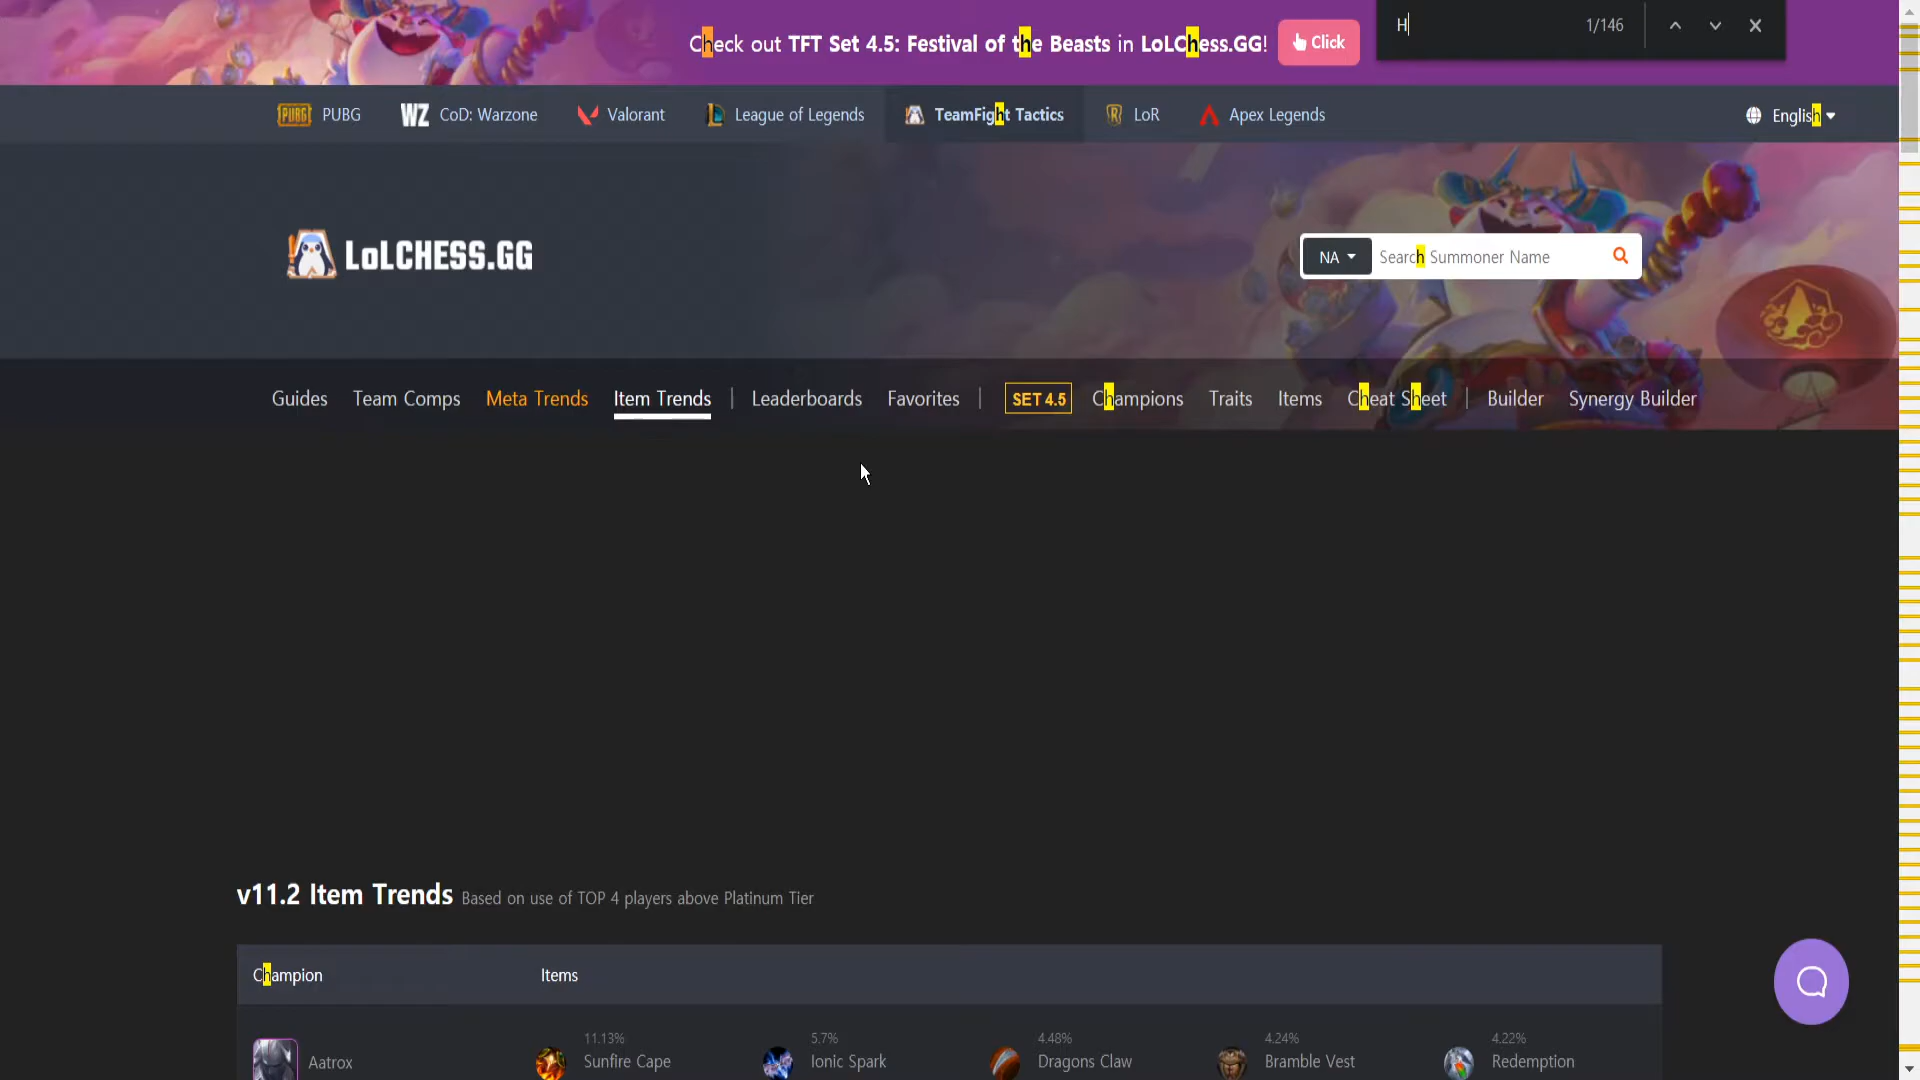 Check out TFT Set 4.5: Festival of the Beasts in LoLChess.GG! Click
H 1/146
PUBG PUBG WZ CoD: Warzone Valorant League of Legends TeamFight Tactics LoR Apex Legends English
LoLCHESS.GG
NA Search Summoner Name
Guides Team Comps Meta Trends Item Trends | Leaderboards Favorites | SET 4.5 Champions Traits Items Cheat Sheet | Builder Synergy Builder
v11.2 Item Trends Based on use of TOP 4 players above Platinum Tier
Champion Items
11.13% 5.7% 4.48% 4.24% 4.22%
Aatrox Sunfire Cape Ionic Spark Dragons Claw Bramble Vest Redemption